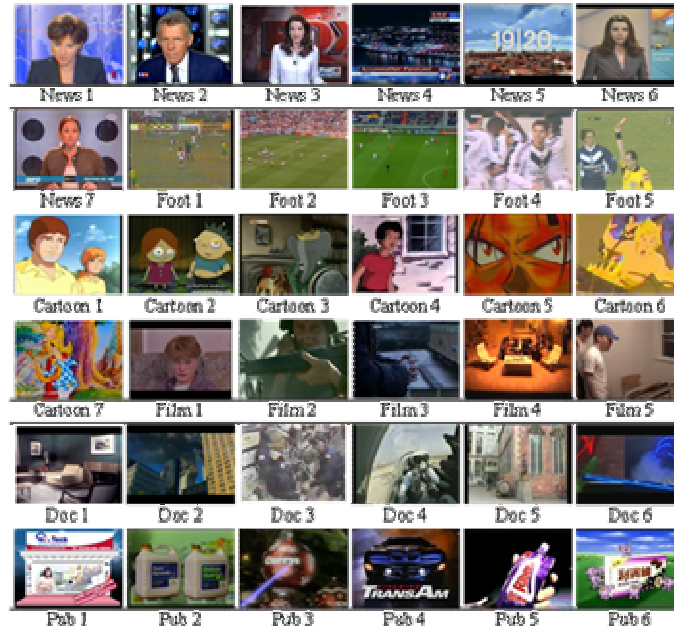 News 1 News 2 News 3 News 4 News 5 News 6
19|20
News 7 Foot 1 Foot 2 Foot 3 Foot 4 Foot 5
Cartoon 1 Cartoon 2 Cartoon 3 Cartoon 4 Cartoon 5 Cartoon 6
Cartoon 7 Film 1 Film 2 Film 3 Film 4 Film 5
Doc 1 Doc 2 Doc 3 Doc 4 Doc 5 Doc 6
TRANSAM
Pub 1 Pub 2 Pub 3 Pub 4 Pub 5 Pub 6